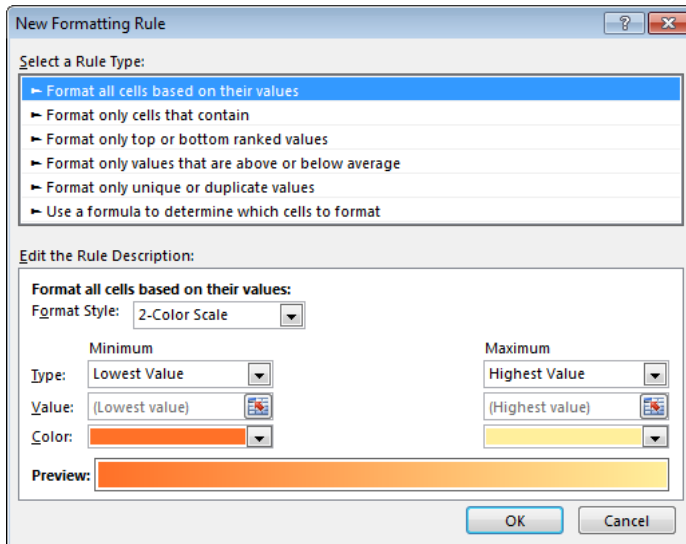 New Formatting Rule
Select a Rule Type:
► Format all cells based on their values
► Format only cells that contain
► Format only top or bottom ranked values
► Format only values that are above or below average
► Format only unique or duplicate values
► Use a formula to determine which cells to format
Edit the Rule Description:
Format all cells based on their values:
Format Style: 2-Color Scale
Minimum Maximum
Type: Lowest Value Highest Value
Value: (Lowest value) (Highest value)
Color:
Preview:
OK Cancel